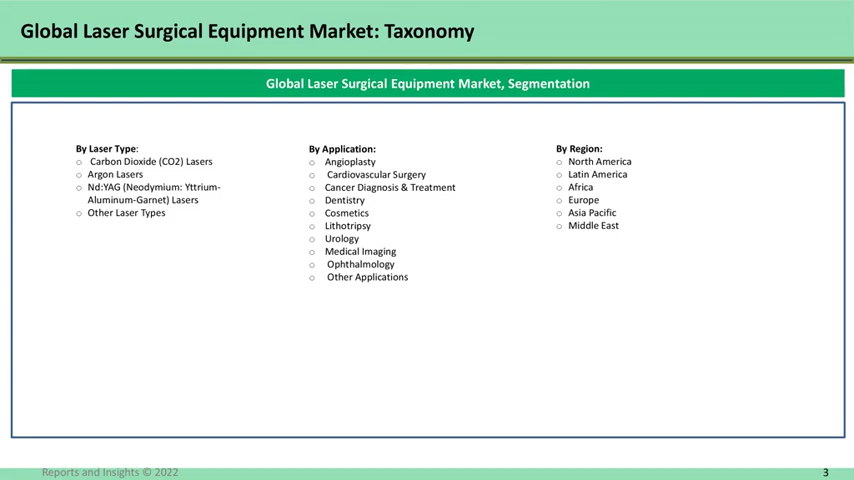 Global Laser Surgical Equipment Market: Taxonomy
Global Laser Surgical Equipment Market, Segmentation
By Laser Type:
o Carbon Dioxide (CO2) Lasers
o Argon Lasers
o Nd:YAG (Neodymium: Yttrium-
Aluminum-Garnet) Lasers
o Other Laser Types
By Application:
o Angioplasty
o Cardiovascular Surgery
o Cancer Diagnosis & Treatment
o Dentistry
o Cosmetics
o Lithotripsy
o Urology
o Medical Imaging
o Ophthalmology
o Other Applications
By Region:
o North America
o Latin America
o Africa
o Europe
o Asia Pacific
o Middle East
Reports and Insights © 2022
3